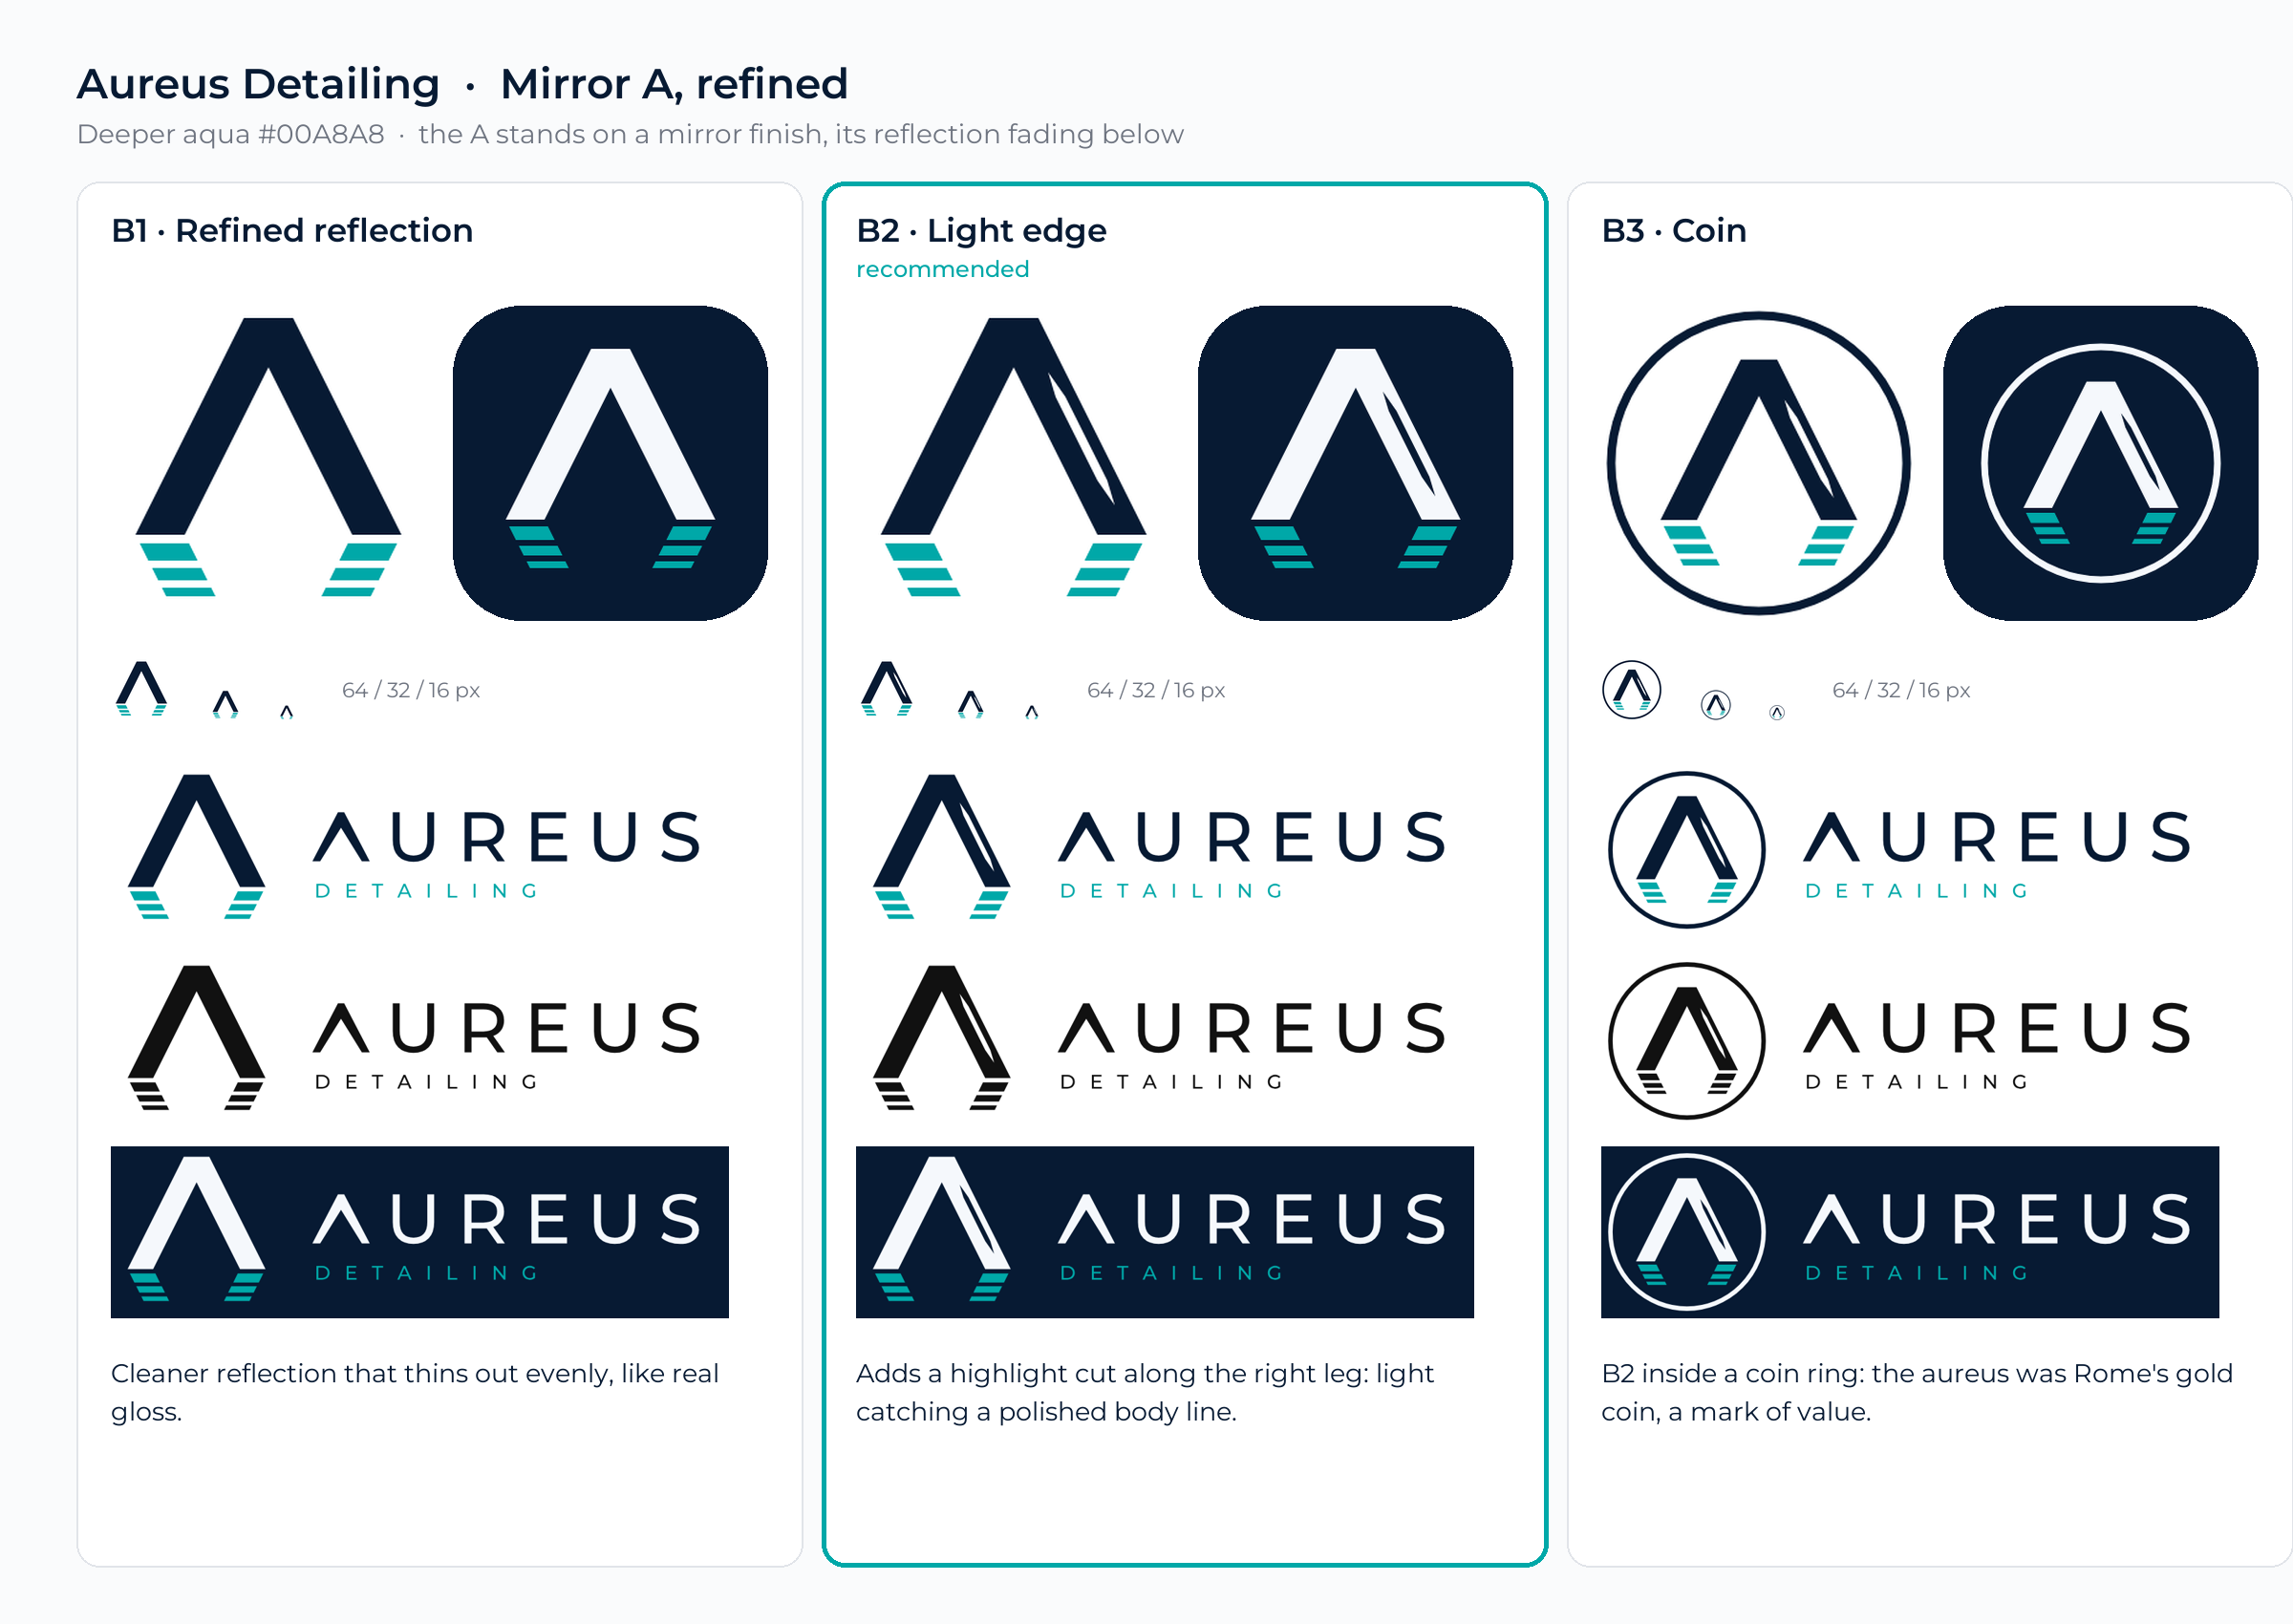 Aureus Detailing · Mirror A, refined
Deeper aqua #00A8A8 · the A stands on a mirror finish, its reflection fading below
B1 · Refined reflection
64 / 32 / 16 px
AUREUS
DETAILING
AUREUS
DETAILING
AUREUS
DETAILING
Cleaner reflection that thins out evenly, like real
gloss.
B2 · Light edge
recommended
64 / 32 / 16 px
AUREUS
DETAILING
AUREUS
DETAILING
AUREUS
DETAILING
Adds a highlight cut along the right leg: light
catching a polished body line.
B3 · Coin
64 / 32 / 16 px
AUREUS
DETAILING
AUREUS
DETAILING
AUREUS
DETAILING
B2 inside a coin ring: the aureus was Rome's gold
coin, a mark of value.